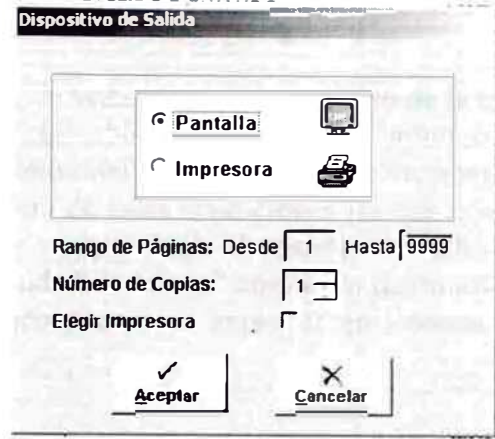 Dispositivo de Salida
Pantalla
Impresora
Rango de Páginas: Desde 1 Hasta 9999
Número de Copias: 1
Elegir Impresora
Aceptar
Cancelar